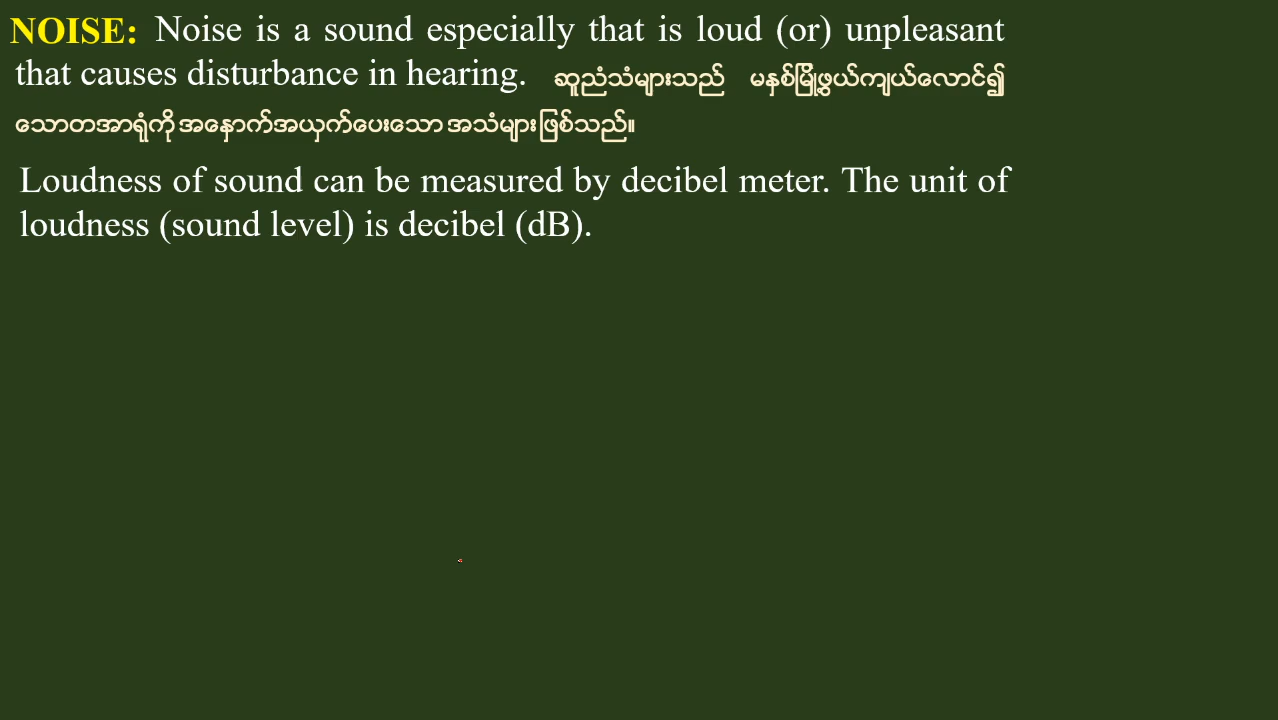 NOISE: Noise is a sound especially that is loud (or) unpleasant
that causes disturbance in hearing. ဆူညံသံများသည် မနှစ်မြို့ဖွယ်ကျယ်လောင်၍
သောတအာရုံကို အနှောက်အယှက်ပေးသော အသံများဖြစ်သည်။
Loudness of sound can be measured by decibel meter. The unit of
loudness (sound level) is decibel (dB).